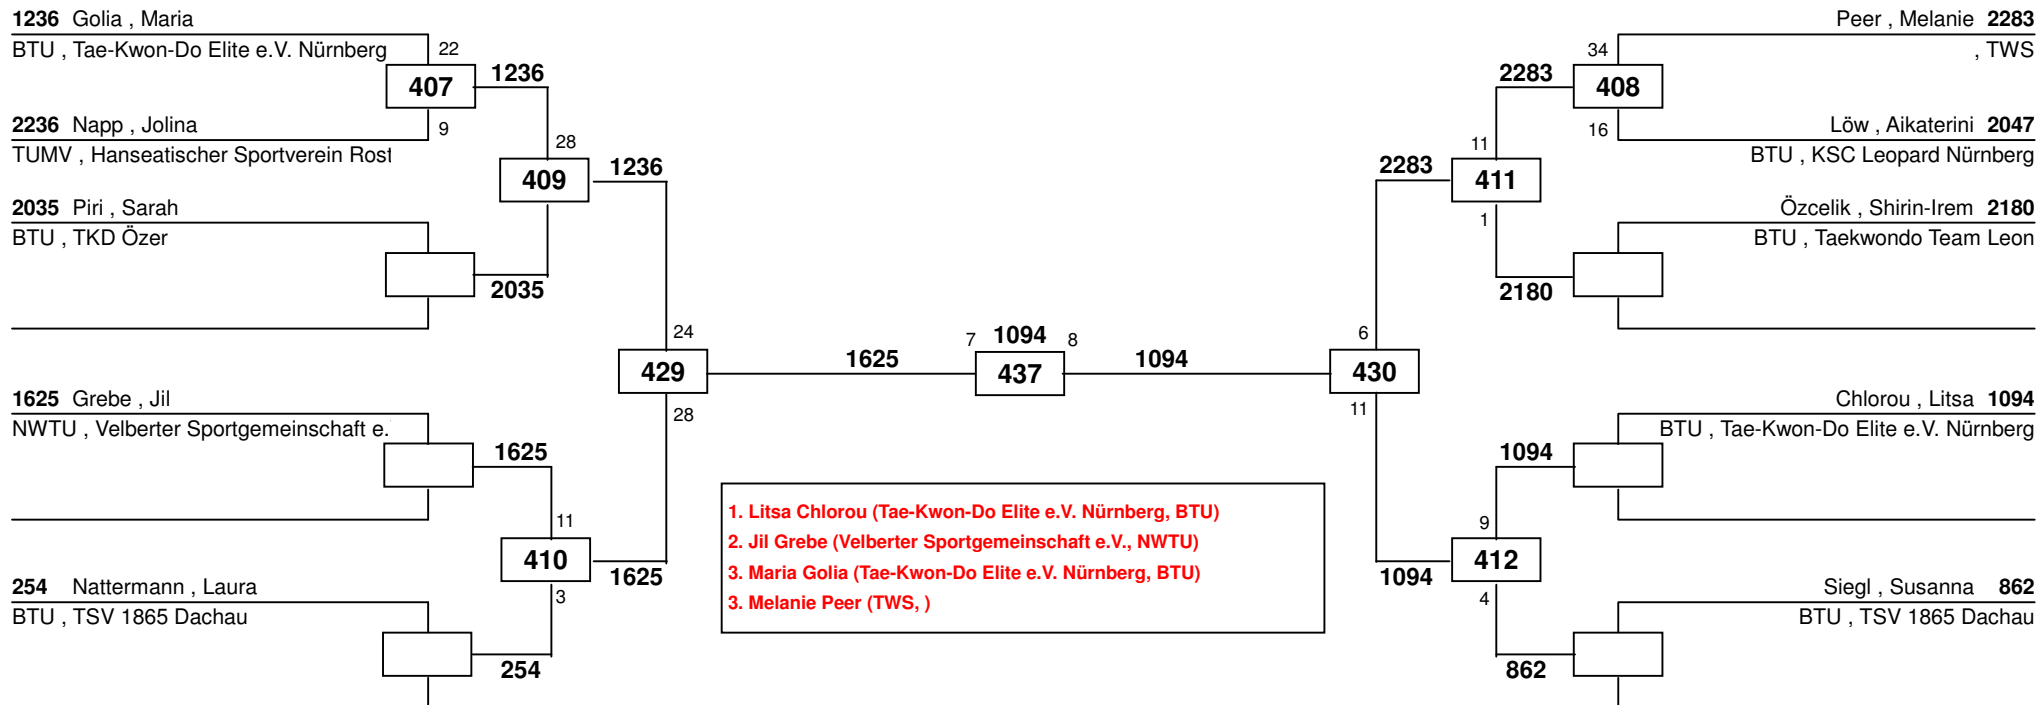 1236 Golia , Maria
BTU , Tae-Kwon-Do Elite e.V. Nürnberg
22
407
1236
9
2236 Napp , Jolina
TUMV , Hanseatischer Sportverein Rost
28
409
1236
2035 Piri , Sarah
BTU , TKD Özer
2035
24
429
1625
28
1625 Grebe , Jil
NWTU , Velberter Sportgemeinschaft e.
1625
11
410
1625
3
254 Nattermann , Laura
BTU , TSV 1865 Dachau
254
7
1094
8
437
1094
1. Litsa Chlorou (Tae-Kwon-Do Elite e.V. Nürnberg, BTU)
2. Jil Grebe (Velberter Sportgemeinschaft e.V., NWTU)
3. Maria Golia (Tae-Kwon-Do Elite e.V. Nürnberg, BTU)
3. Melanie Peer (TWS, )
Peer , Melanie 2283
, TWS
34
2283
408
16
Löw , Aikaterini 2047
BTU , KSC Leopard Nürnberg
11
2283
411
1
Özcelik , Shirin-Irem 2180
BTU , Taekwondo Team Leon
2180
6
430
11
Chlorou , Litsa 1094
BTU , Tae-Kwon-Do Elite e.V. Nürnberg
1094
9
412
1094
4
Siegl , Susanna 862
BTU , TSV 1865 Dachau
862